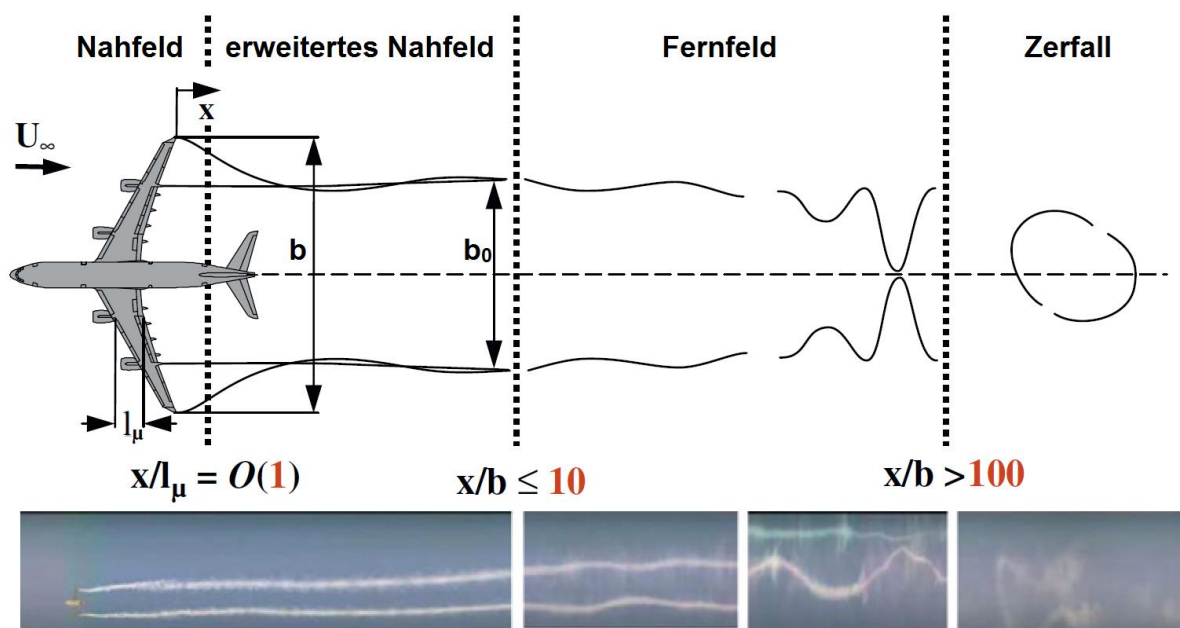 Nahfeld erweitertes Nahfeld Fernfeld Zerfall
x
U∞
b
b₀
lμ
x/lμ = O(1) x/b ≤ 10 x/b >100